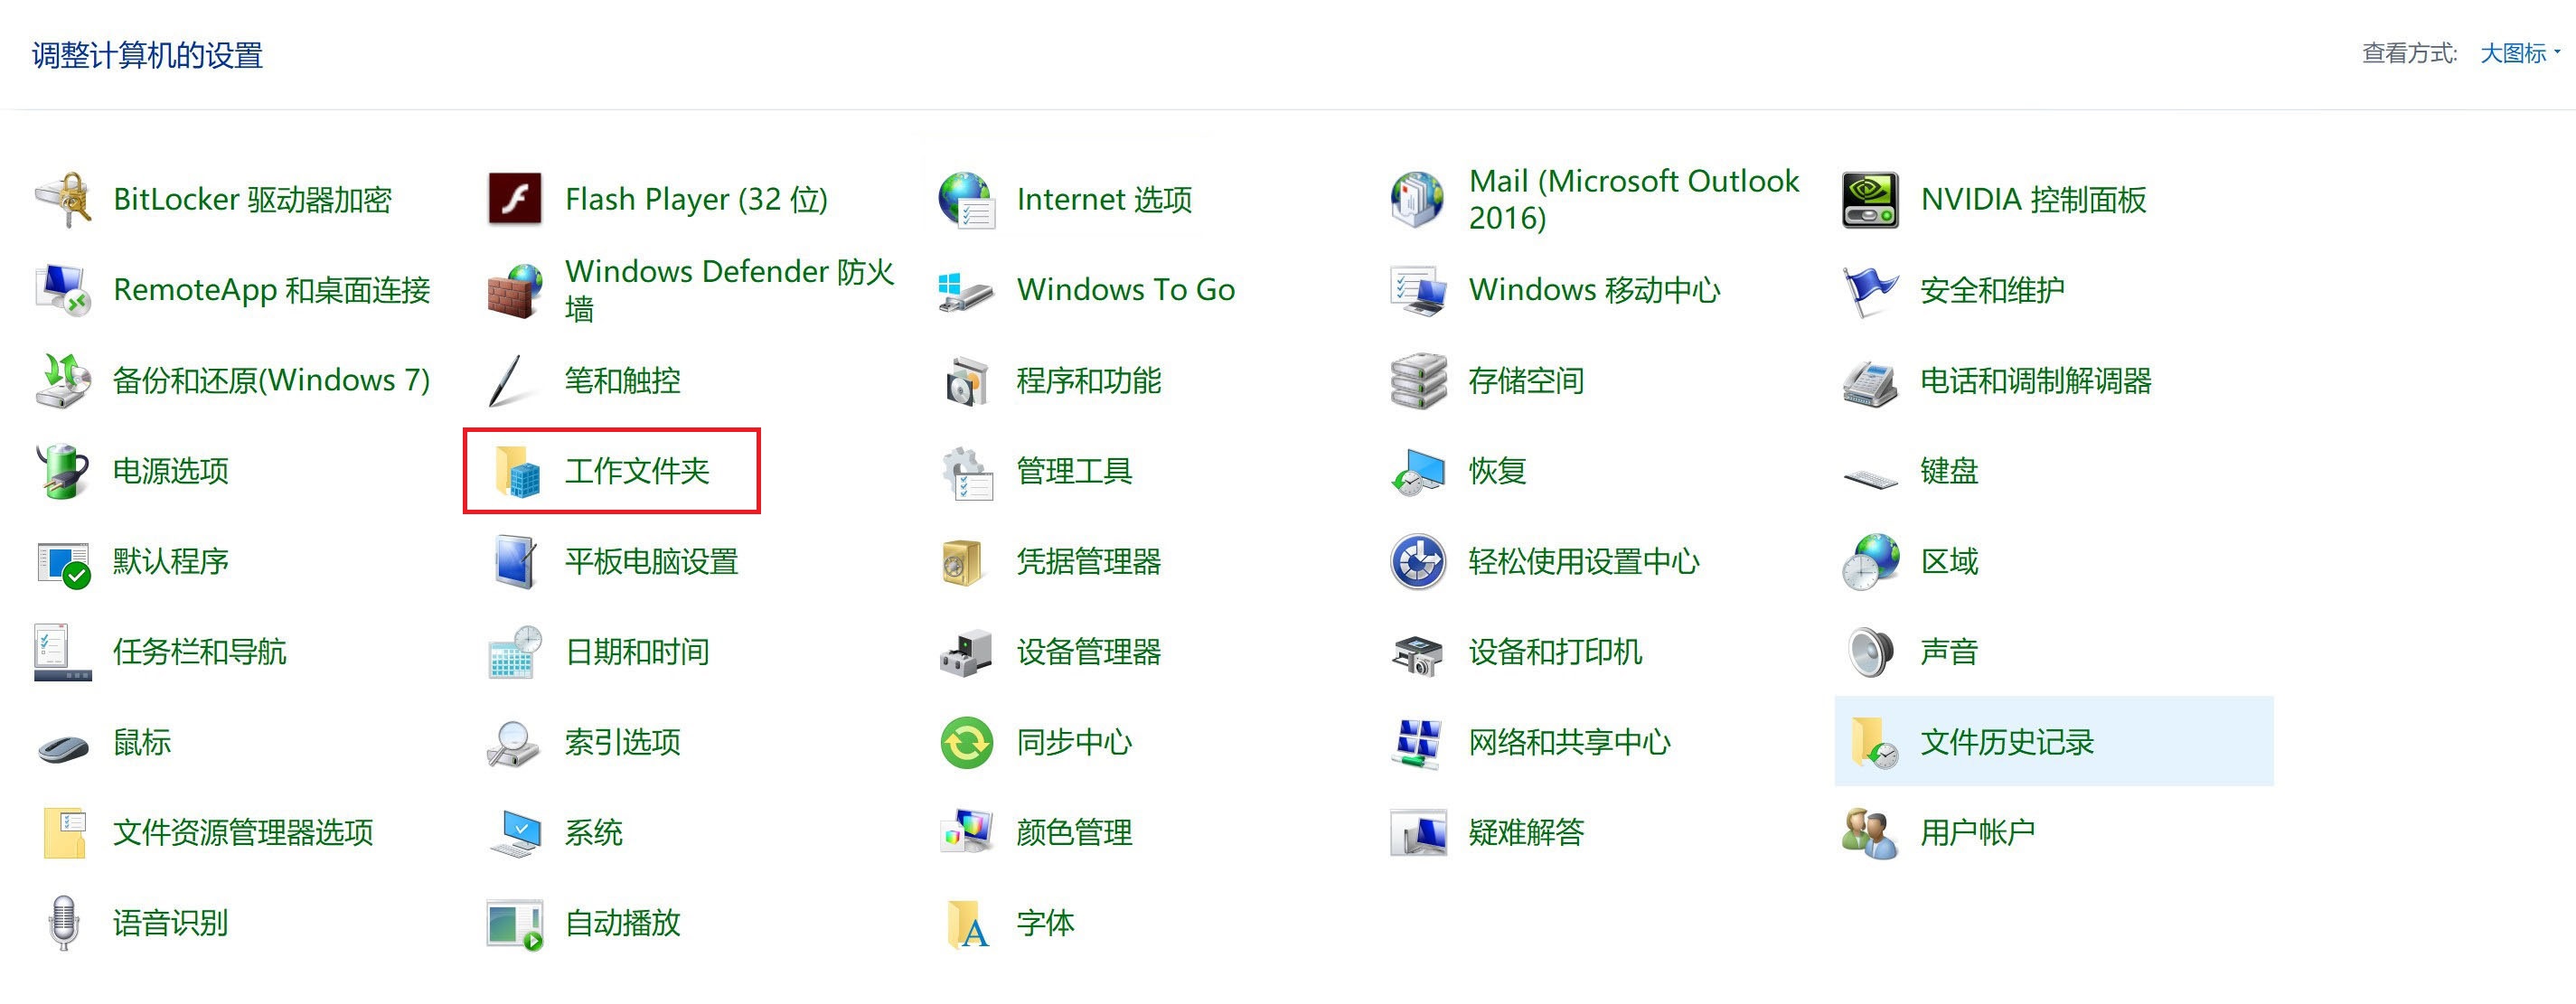 调整计算机的设置
查看方式: 大图标
BitLocker 驱动器加密
Flash Player (32 位)
Internet 选项
Mail (Microsoft Outlook
2016)
NVIDIA 控制面板
RemoteApp 和桌面连接
Windows Defender 防火
墙
Windows To Go
Windows 移动中心
安全和维护
备份和还原(Windows 7)
笔和触控
程序和功能
存储空间
电话和调制解调器
电源选项
工作文件夹
管理工具
恢复
键盘
默认程序
平板电脑设置
凭据管理器
轻松使用设置中心
区域
任务栏和导航
日期和时间
设备管理器
设备和打印机
声音
鼠标
索引选项
同步中心
网络和共享中心
文件历史记录
文件资源管理器选项
系统
颜色管理
疑难解答
用户帐户
语音识别
自动播放
字体